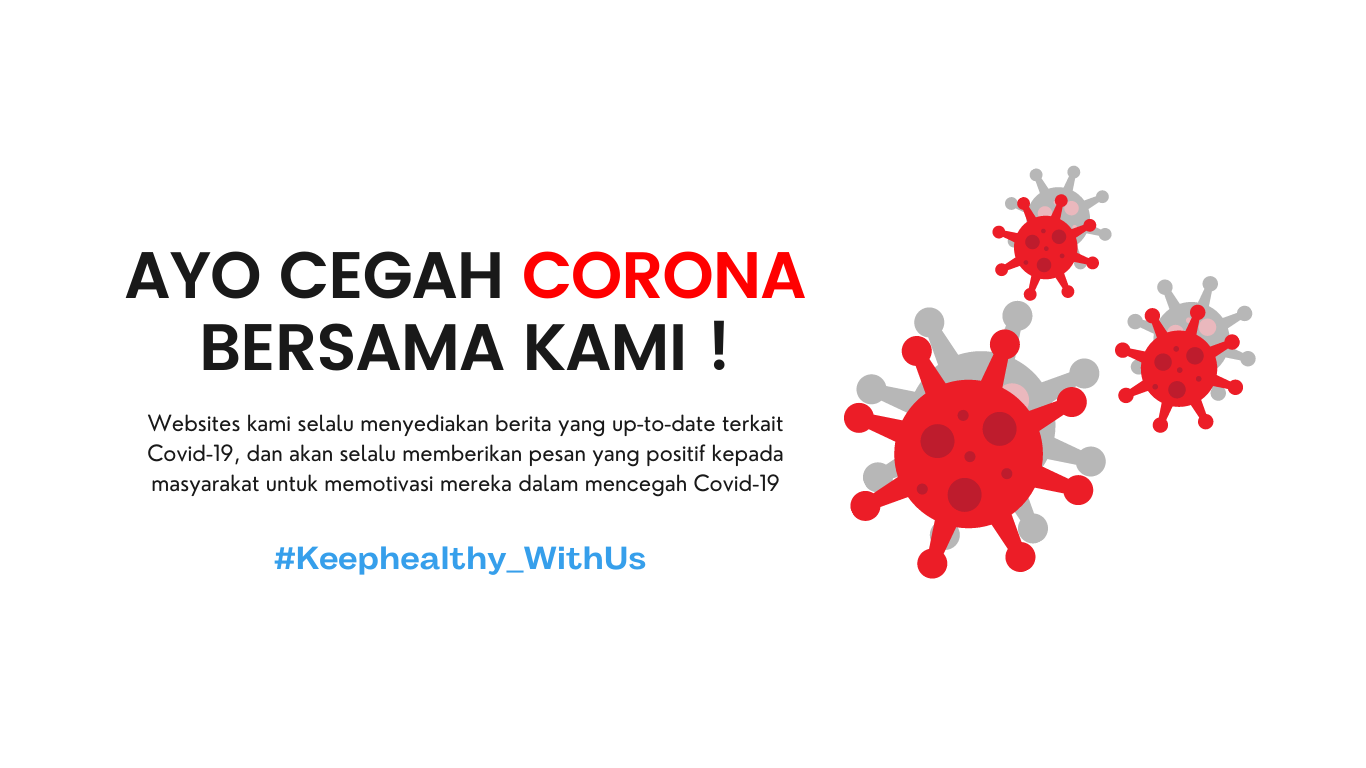 AYO CEGAH CORONA
BERSAMA KAMI !
Websites kami selalu menyediakan berita yang up-to-date terkait
Covid-19, dan akan selalu memberikan pesan yang positif kepada
masyarakat untuk memotivasi mereka dalam mencegah Covid-19
#Keephealthy_WithUs